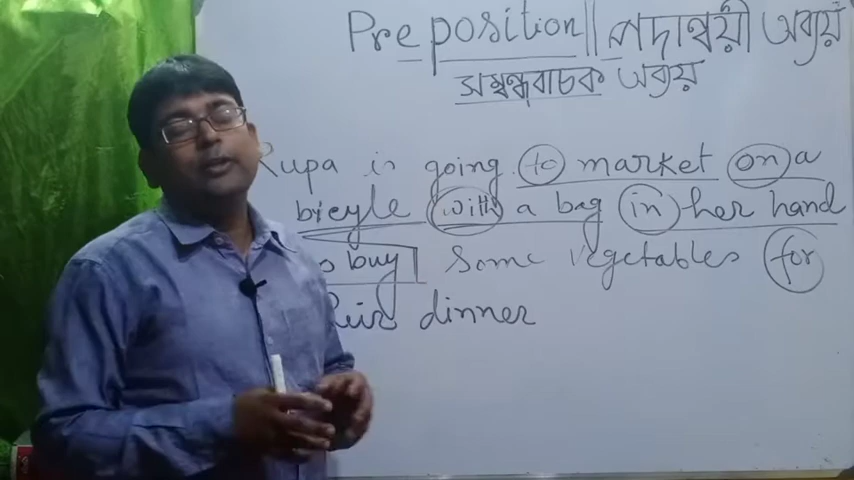 Preposition || পদান্বয়ী অব্যয়
সম্বন্ধবাচক অব্যয়
Rupa is going to market on a
bicyle with a bag in her hand
buy some vegetables for
dinner